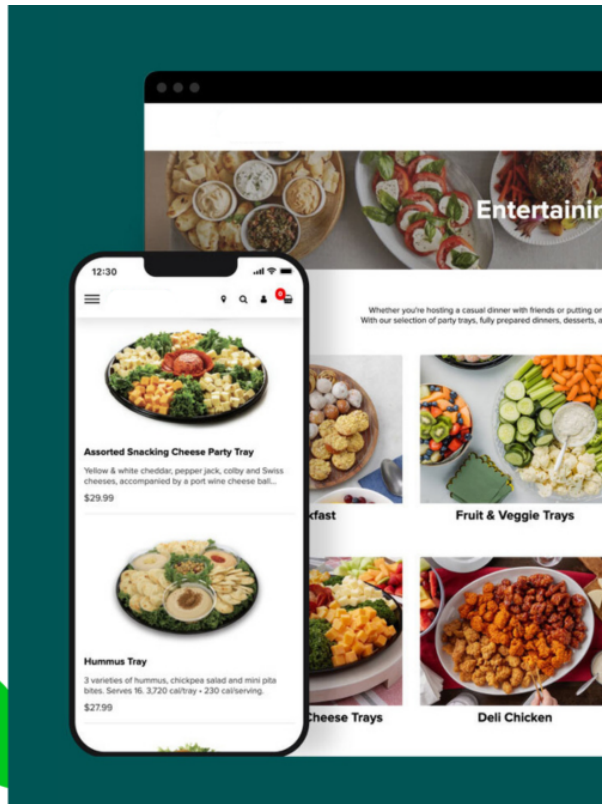 Entertainin
Whether you're hosting a casual dinner with friends or putting on
With our selection of party trays, fully prepared dinners, desserts, a
12:30
0
Assorted Snacking Cheese Party Tray
Yellow & white cheddar, pepper jack, colby and Swiss
cheeses, accompanied by a port wine cheese ball...
$29.99
Hummus Tray
3 varieties of hummus, chickpea salad and mini pita
bites. Serves 16. 3,720 cal/tray • 230 cal/serving.
$27.99
kfast
Fruit & Veggie Trays
Cheese Trays
Deli Chicken